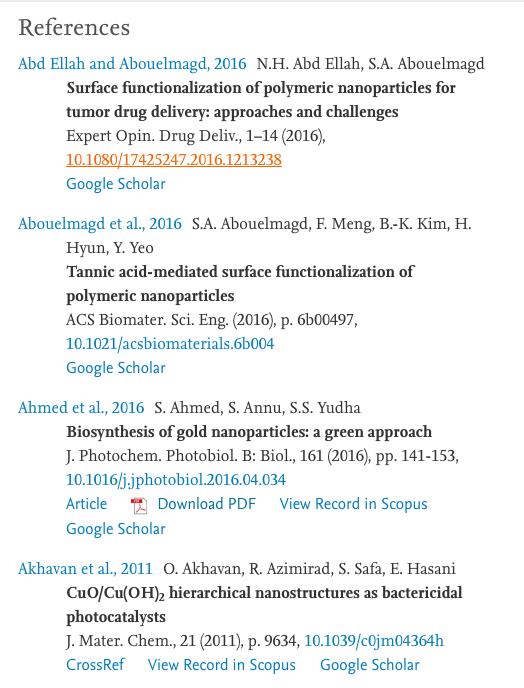 References
Abd Ellah and Abouelmagd, 2016 N.H. Abd Ellah, S.A. Abouelmagd
Surface functionalization of polymeric nanoparticles for
tumor drug delivery: approaches and challenges
Expert Opin. Drug Deliv., 1–14 (2016),
10.1080/17425247.2016.1213238
Google Scholar
Abouelmagd et al., 2016 S.A. Abouelmagd, F. Meng, B.-K. Kim, H.
Hyun, Y. Yeo
Tannic acid-mediated surface functionalization of
polymeric nanoparticles
ACS Biomater. Sci. Eng. (2016), p. 6b00497,
10.1021/acsbiomaterials.6b004
Google Scholar
Ahmed et al., 2016 S. Ahmed, S. Annu, S.S. Yudha
Biosynthesis of gold nanoparticles: a green approach
J. Photochem. Photobiol. B: Biol., 161 (2016), pp. 141-153,
10.1016/j.jphotobiol.2016.04.034
Article PDF Download PDF View Record in Scopus
Google Scholar
Akhavan et al., 2011 O. Akhavan, R. Azimirad, S. Safa, E. Hasani
CuO/Cu(OH)₂ hierarchical nanostructures as bactericidal
photocatalysts
J. Mater. Chem., 21 (2011), p. 9634, 10.1039/c0jm04364h
CrossRef View Record in Scopus Google Scholar